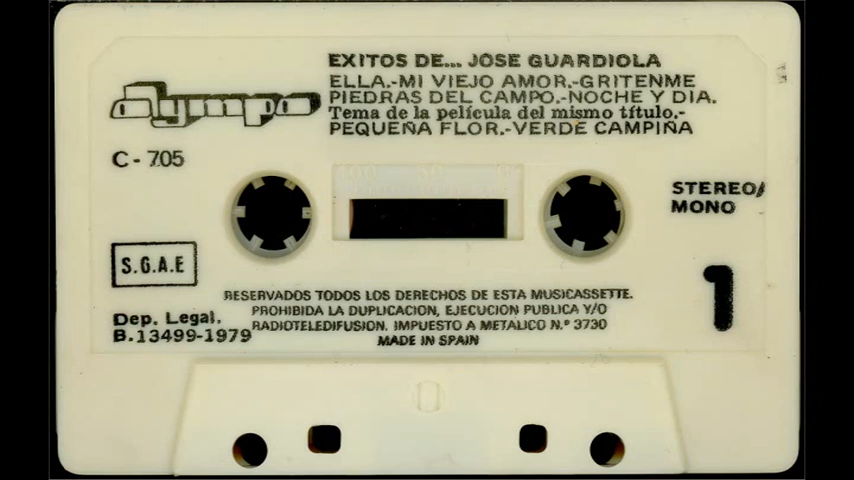 EXITOS DE... JOSE GUARDIOLA
ELLA.-MI VIEJO AMOR.-GRITENME
PIEDRAS DEL CAMPO.-NOCHE Y DIA.
Tema de la película del mismo título.-
PEQUEÑA FLOR.-VERDE CAMPIÑA
olympo
C-705
STEREO/
MONO
S.G.A.E
1
RESERVADOS TODOS LOS DERECHOS DE ESTA MUSICASSETTE.
PROHIBIDA LA DUPLICACION, EJECUCION PUBLICA Y/O
RADIOTELEDIFUSION. IMPUESTO A METALICO N.º 3730
MADE IN SPAIN
Dep. Legal.
B.13499-1979